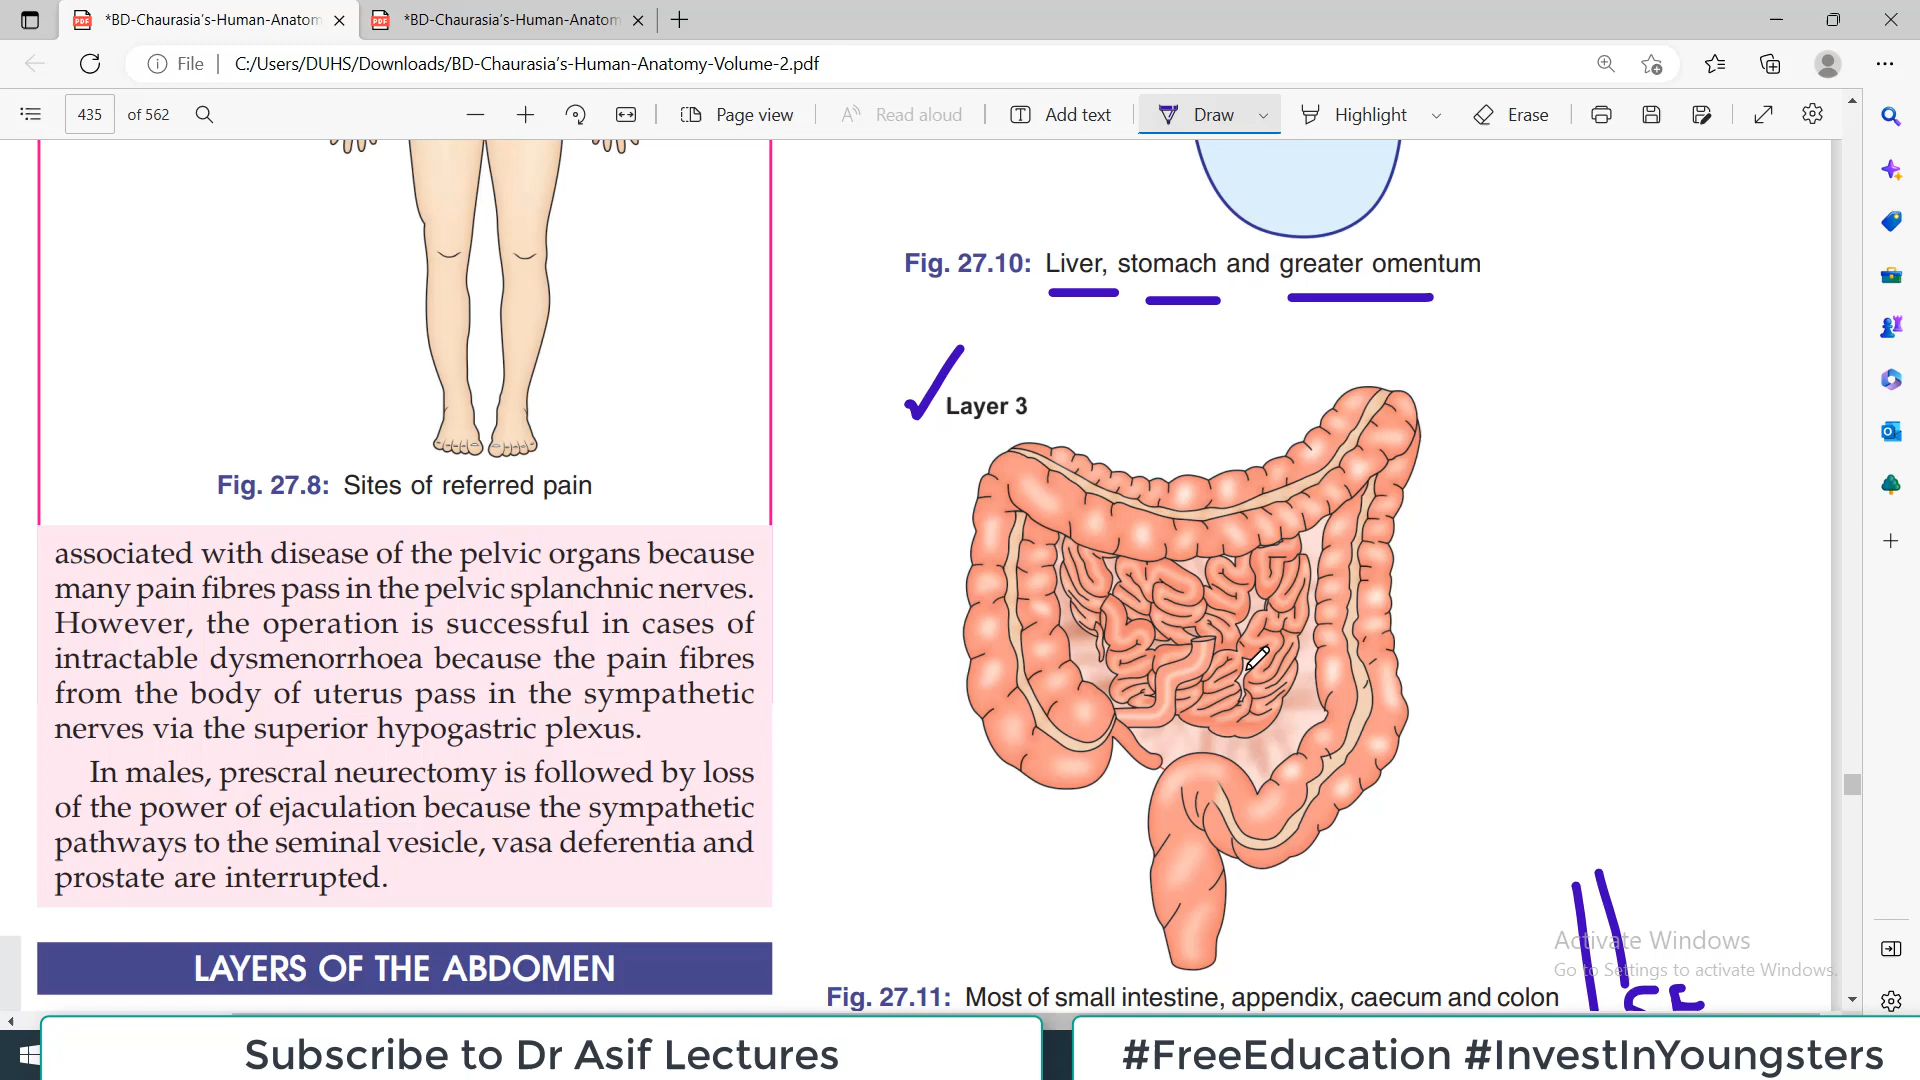 *BD-Chaurasia's-Human-Anatom
*BD-Chaurasia's-Human-Anatom
File
C:/Users/DUHS/Downloads/BD-Chaurasia's-Human-Anatomy-Volume-2.pdf
435 of 562
Page view
Read aloud
Add text
Draw
Highlight
Erase
Fig. 27.8: Sites of referred pain
associated with disease of the pelvic organs because
many pain fibres pass in the pelvic splanchnic nerves.
However, the operation is successful in cases of
intractable dysmenorrhoea because the pain fibres
from the body of uterus pass in the sympathetic
nerves via the superior hypogastric plexus.
In males, prescral neurectomy is followed by loss
of the power of ejaculation because the sympathetic
pathways to the seminal vesicle, vasa deferentia and
prostate are interrupted.
LAYERS OF THE ABDOMEN
Fig. 27.10: Liver, stomach and greater omentum
Layer 3
Fig. 27.11: Most of small intestine, appendix, caecum and colon
Activate Windows
Go to Settings to activate Windows.
Subscribe to Dr Asif Lectures
#FreeEducation #InvestInYoungsters